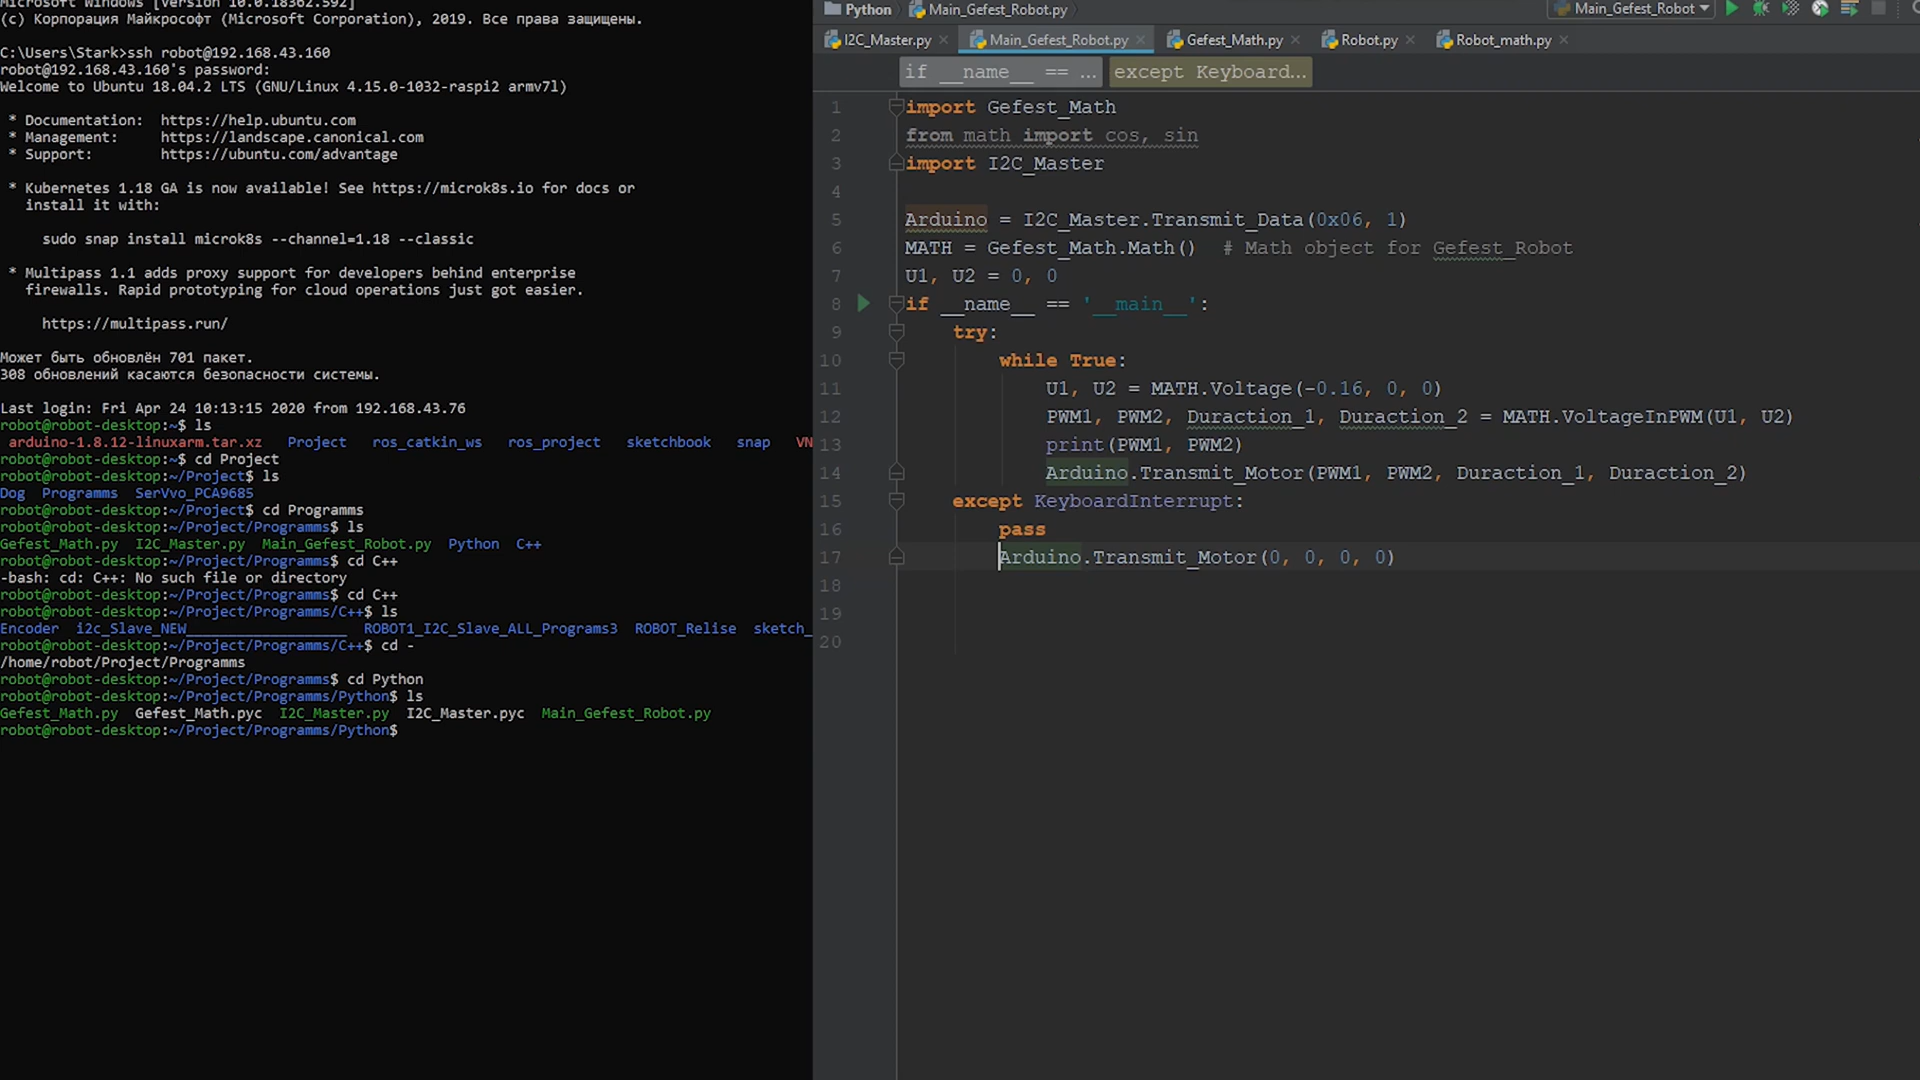 Microsoft Windows [Version 10.0.18362.592]
(c) Корпорация Майкрософт (Microsoft Corporation), 2019. Все права защищены.
C:\Users\Stark>ssh robot@192.168.43.160
robot@192.168.43.160's password:
Welcome to Ubuntu 18.04.2 LTS (GNU/Linux 4.15.0-1032-raspi2 armv7l)
* Documentation:  https://help.ubuntu.com
* Management:     https://landscape.canonical.com
* Support:        https://ubuntu.com/advantage
* Kubernetes 1.18 GA is now available! See https://microk8s.io for docs or
install it with:
sudo snap install microk8s --channel=1.18 --classic
* Multipass 1.1 adds proxy support for developers behind enterprise
firewalls. Rapid prototyping for cloud operations just got easier.
https://multipass.run/
Может быть обновлён 701 пакет.
308 обновлений касаются безопасности системы.
Last login: Fri Apr 24 10:13:15 2020 from 192.168.43.76
robot@robot-desktop:~$ ls
arduino-1.8.12-linuxarm.tar.xz  Project  ros_catkin_ws  ros_project  sketchbook  snap  VN
robot@robot-desktop:~$ cd Project
robot@robot-desktop:~/Project$ ls
Dog  Programms  SerVvo_PCA9685
robot@robot-desktop:~/Project$ cd Programms
robot@robot-desktop:~/Project/Programms$ ls
Gefest_Math.py  I2C_Master.py  Main_Gefest_Robot.py  Python  С++
robot@robot-desktop:~/Project/Programms$ cd C++
-bash: cd: C++: No such file or directory
robot@robot-desktop:~/Project/Programms$ cd С++
robot@robot-desktop:~/Project/Programms/С++$ ls
Encoder  i2c_Slave_NEW___________________  ROBOT1_I2C_Slave_ALL_Programs3  ROBOT_Relise  sketch_
robot@robot-desktop:~/Project/Programms/С++$ cd -
/home/robot/Project/Programms
robot@robot-desktop:~/Project/Programms$ cd Python
robot@robot-desktop:~/Project/Programms/Python$ ls
Gefest_Math.py  Gefest_Math.pyc  I2C_Master.py  I2C_Master.pyc  Main_Gefest_Robot.py
robot@robot-desktop:~/Project/Programms/Python$
Python  Main_Gefest_Robot.py  Main_Gefest_Robot
I2C_Master.py  Main_Gefest_Robot.py  Gefest_Math.py  Robot.py  Robot_math.py
if __name__ == ...  except Keyboard...
1 import Gefest_Math
2 from math import cos, sin
3 import I2C_Master
4
5 Arduino = I2C_Master.Transmit_Data(0x06, 1)
6 MATH = Gefest_Math.Math()  # Math object for Gefest_Robot
7 U1, U2 = 0, 0
8 if __name__ == '__main__':
9 try:
10 while True:
11 U1, U2 = MATH.Voltage(-0.16, 0, 0)
12 PWM1, PWM2, Duraction_1, Duraction_2 = MATH.VoltageInPWM(U1, U2)
13 print(PWM1, PWM2)
14 Arduino.Transmit_Motor(PWM1, PWM2, Duraction_1, Duraction_2)
15 except KeyboardInterrupt:
16 pass
17 Arduino.Transmit_Motor(0, 0, 0, 0)
18
19
20